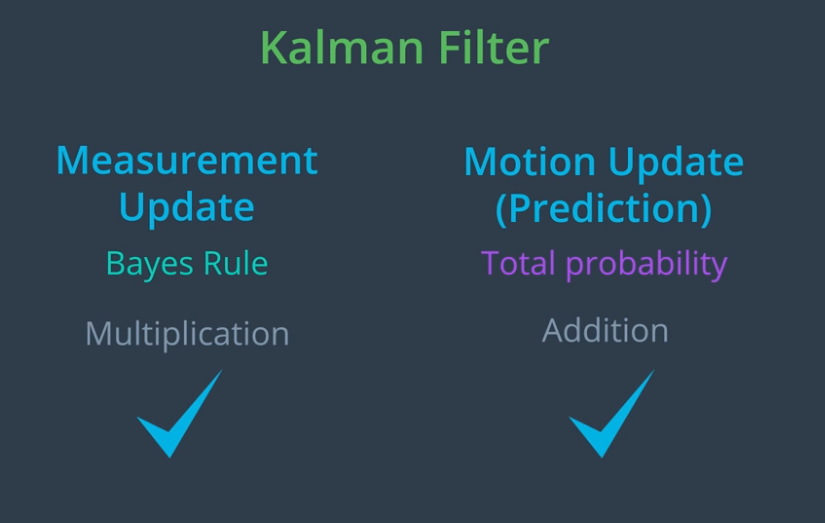 Kalman Filter
Measurement
Update
Bayes Rule
Multiplication
Motion Update
(Prediction)
Total probability
Addition